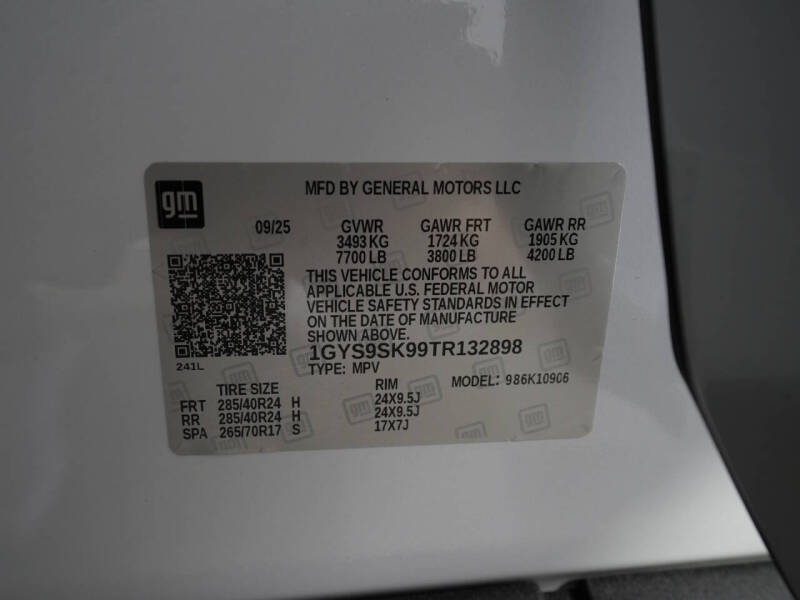 gm
MFD BY GENERAL MOTORS LLC
09/25 GVWR GAWR FRT GAWR RR
3493 KG 1724 KG 1905 KG
7700 LB 3800 LB 4200 LB
THIS VEHICLE CONFORMS TO ALL
APPLICABLE U.S. FEDERAL MOTOR
VEHICLE SAFETY STANDARDS IN EFFECT
ON THE DATE OF MANUFACTURE
SHOWN ABOVE.
241L
1GYS9SK99TR132898
TYPE: MPV
MODEL: 986K10906
TIRE SIZE RIM
FRT 285/40R24 H 24X9.5J
RR 285/40R24 H 24X9.5J
SPA 265/70R17 S 17X7J